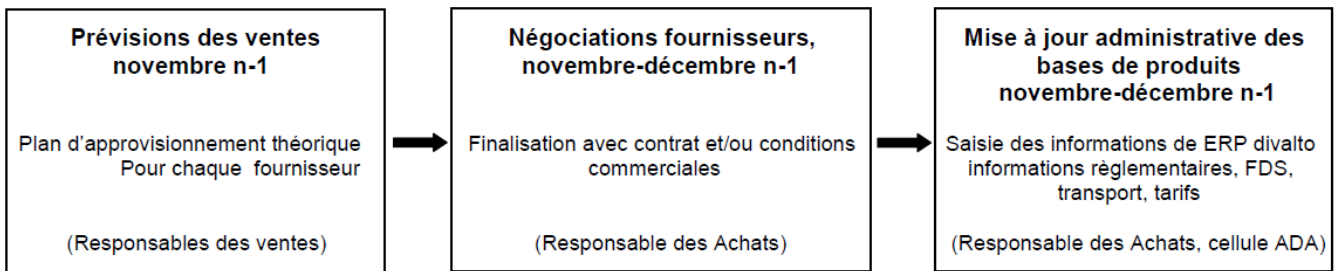 Prévisions des ventes
novembre n-1
Plan d'approvisionnement théorique
Pour chaque fournisseur
(Responsables des ventes)
Négociations fournisseurs,
novembre-décembre n-1
Finalisation avec contrat et/ou conditions
commerciales
(Responsable des Achats)
Mise à jour administrative des
bases de produits
novembre-décembre n-1
Saisie des informations de ERP divalto
informations règlementaires, FDS,
transport, tarifs
(Responsable des Achats, cellule ADA)